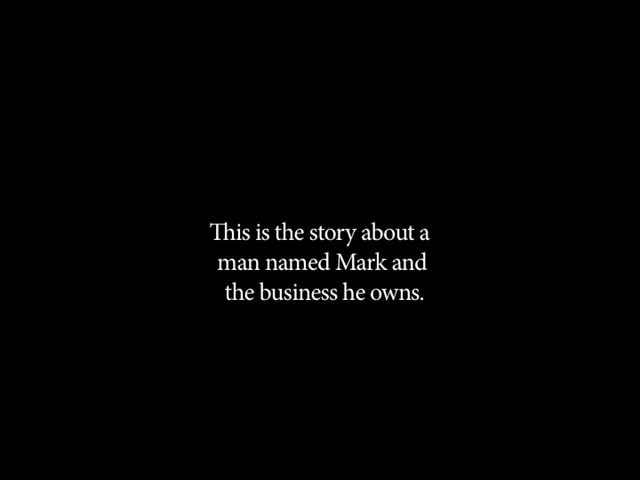 This is the story about a
man named Mark and
the business he owns.